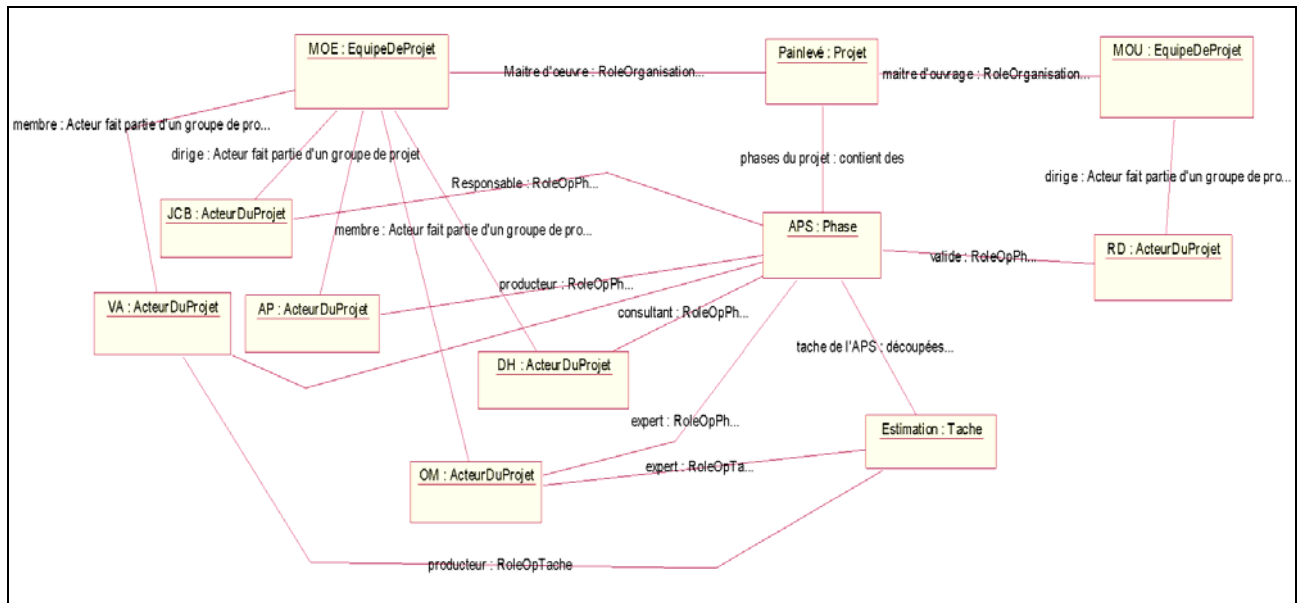 MOE : EquipeDeProjet
Painlevé : Projet
MOU : EquipeDeProjet
Maitre d'oeuvre : RoleOrganisation...
maitre d'ouvrage : RoleOrganisation...
membre : Acteur fait partie d'un groupe de pro...
dirige : Acteur fait partie d'un groupe de projet
phases du projet : contient des
dirige : Acteur fait partie d'un groupe de pro...
Responsable : RoleOpPh...
JCB : ActeurDuProjet
membre : Acteur fait partie d'un groupe de pro...
APS : Phase
RD : ActeurDuProjet
valide : RoleOpPh...
producteur : RoleOpPh...
VA : ActeurDuProjet
AP : ActeurDuProjet
consultant : RoleOpPh...
tache de l'APS : découpées...
DH : ActeurDuProjet
expert : RoleOpPh...
Estimation : Tache
OM : ActeurDuProjet
expert : RoleOpTa...
producteur : RoleOpTache